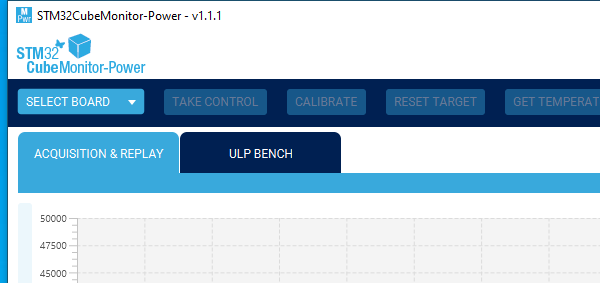 M
Pwr
STM32CubeMonitor-Power - v1.1.1
STM32
CubeMonitor-Power
SELECT BOARD
TAKE CONTROL
CALIBRATE
RESET TARGET
GET TEMPERAT
ACQUISITION & REPLAY
ULP BENCH
50000
47500
45000